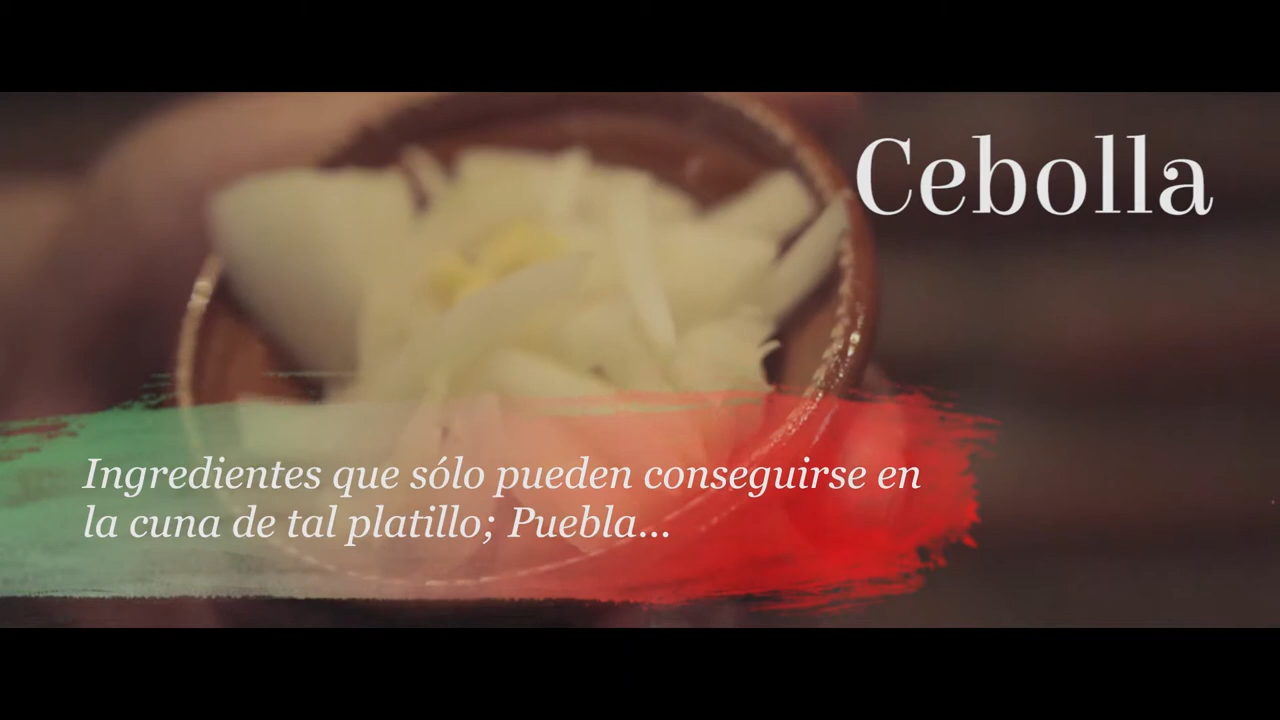 Cebolla
Ingredientes que sólo pueden conseguirse en
la cuna de tal platillo; Puebla...